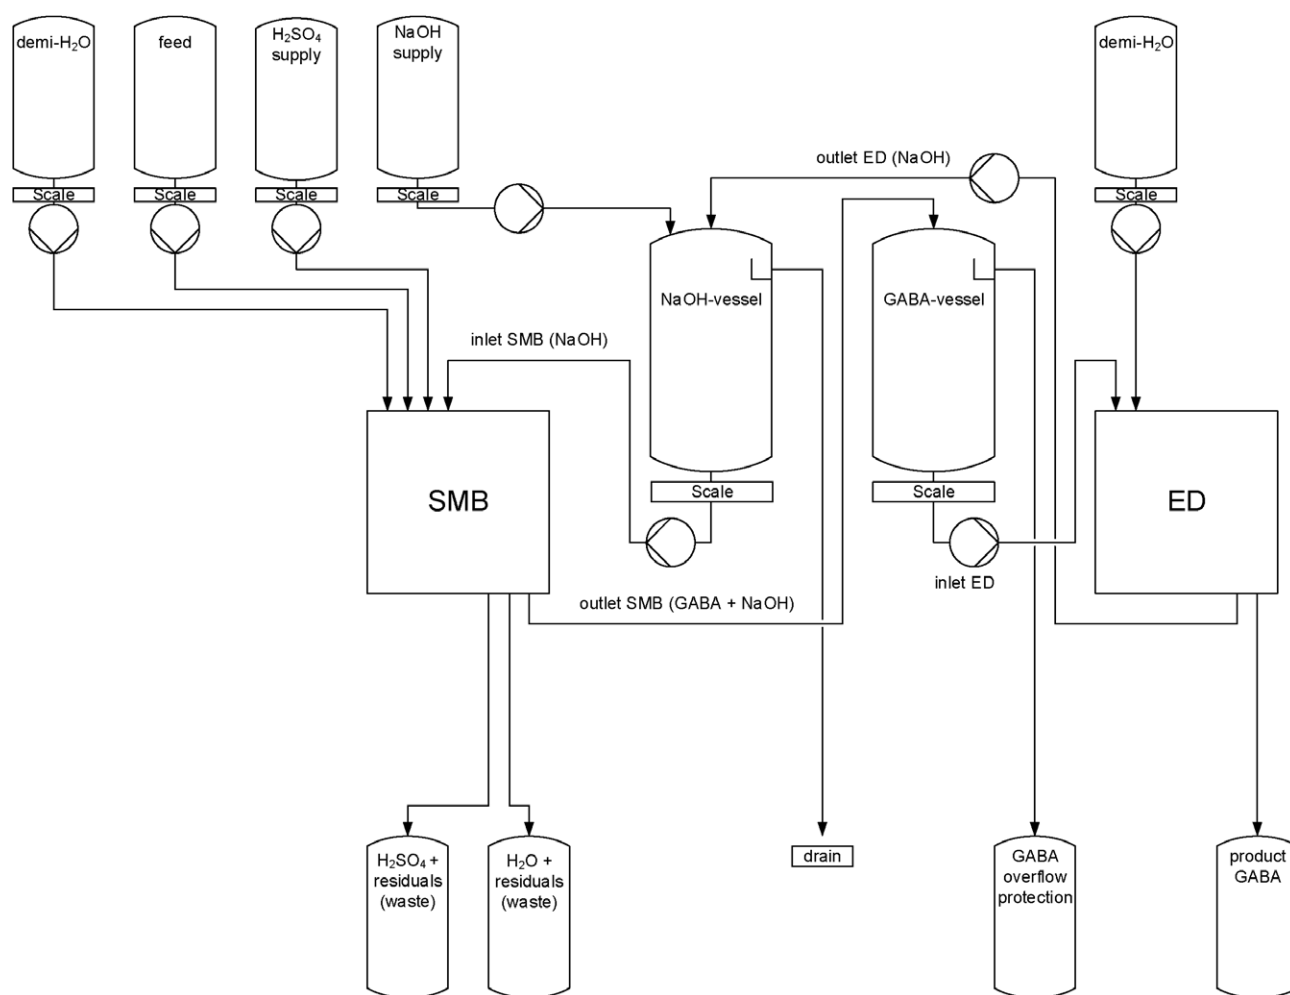 demi-H₂O
feed
H₂SO₄
supply
NaOH
supply
demi-H₂O
Scale
Scale
Scale
Scale
Scale
outlet ED (NaOH)
NaOH-vessel
GABA-vessel
inlet SMB (NaOH)
SMB
Scale
Scale
ED
inlet ED
outlet SMB (GABA + NaOH)
H₂SO₄ +
residuals
(waste)
H₂O +
residuals
(waste)
drain
GABA
overflow
protection
product
GABA